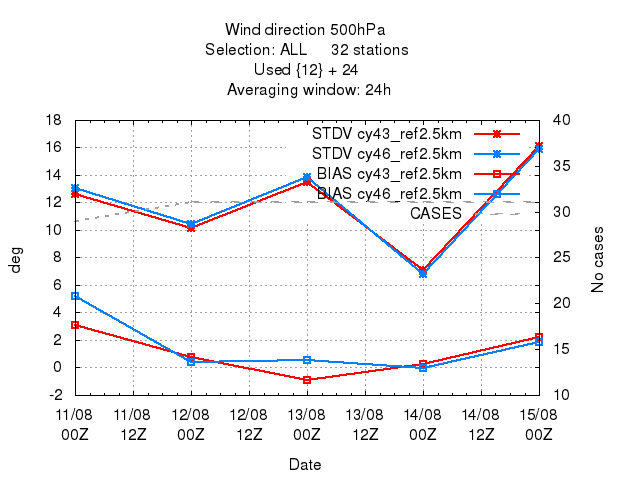 Wind direction 500hPa
Selection: ALL     32 stations
Used {12} + 24
Averaging window: 24h
18 40
STDV cy43_ref2.5km
16
STDV cy46_ref2.5km
35
14
BIAS cy43_ref2.5km
BIAS cy46_ref2.5km
12
CASES
30
10
8
25
deg
No cases
6
20
4
2
15
0
-2 10
11/08 11/08 12/08 12/08 13/08 13/08 14/08 14/08 15/08
00Z 12Z 00Z 12Z 00Z 12Z 00Z 12Z 00Z
Date